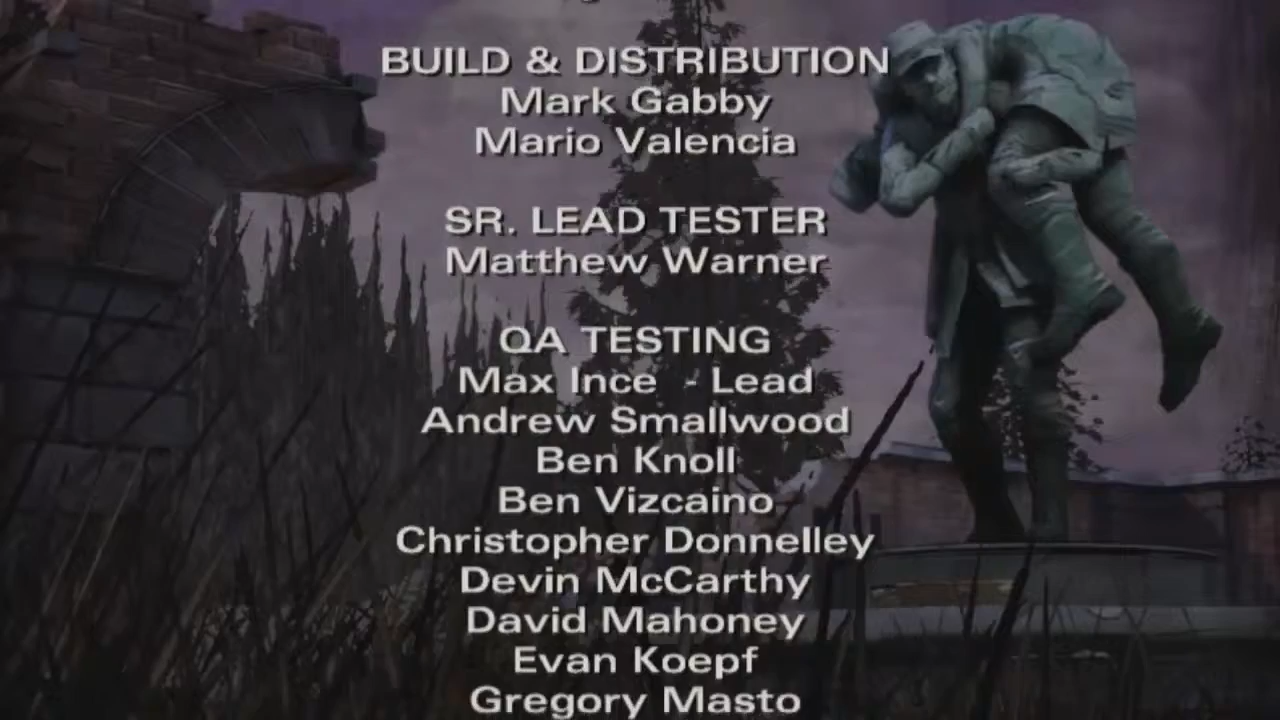 BUILD & DISTRIBUTION
Mark Gabby
Mario Valencia
SR. LEAD TESTER
Matthew Warner
QA TESTING
Max Ince - Lead
Andrew Smallwood
Ben Knoll
Ben Vizcaino
Christopher Donnelley
Devin McCarthy
David Mahoney
Evan Koepf
Gregory Masto